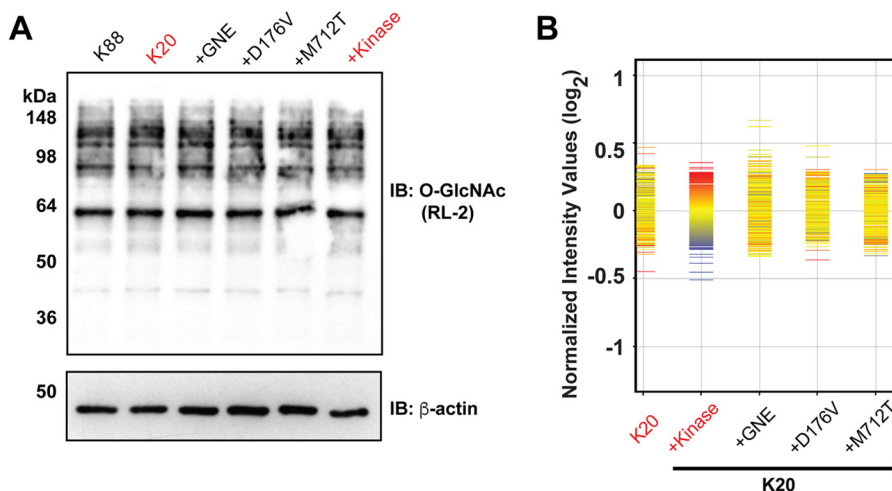 A
K88
K20
+GNE
+D176V
+M712T
+Kinase
kDa
148
98
64
50
36
IB: O-GlcNAc
(RL-2)
50
IB: β-actin
B
Normalized Intensity Values (log2)
1
0.5
0
-0.5
-1
K20
+Kinase
+GNE
+D176V
+M712T
K20